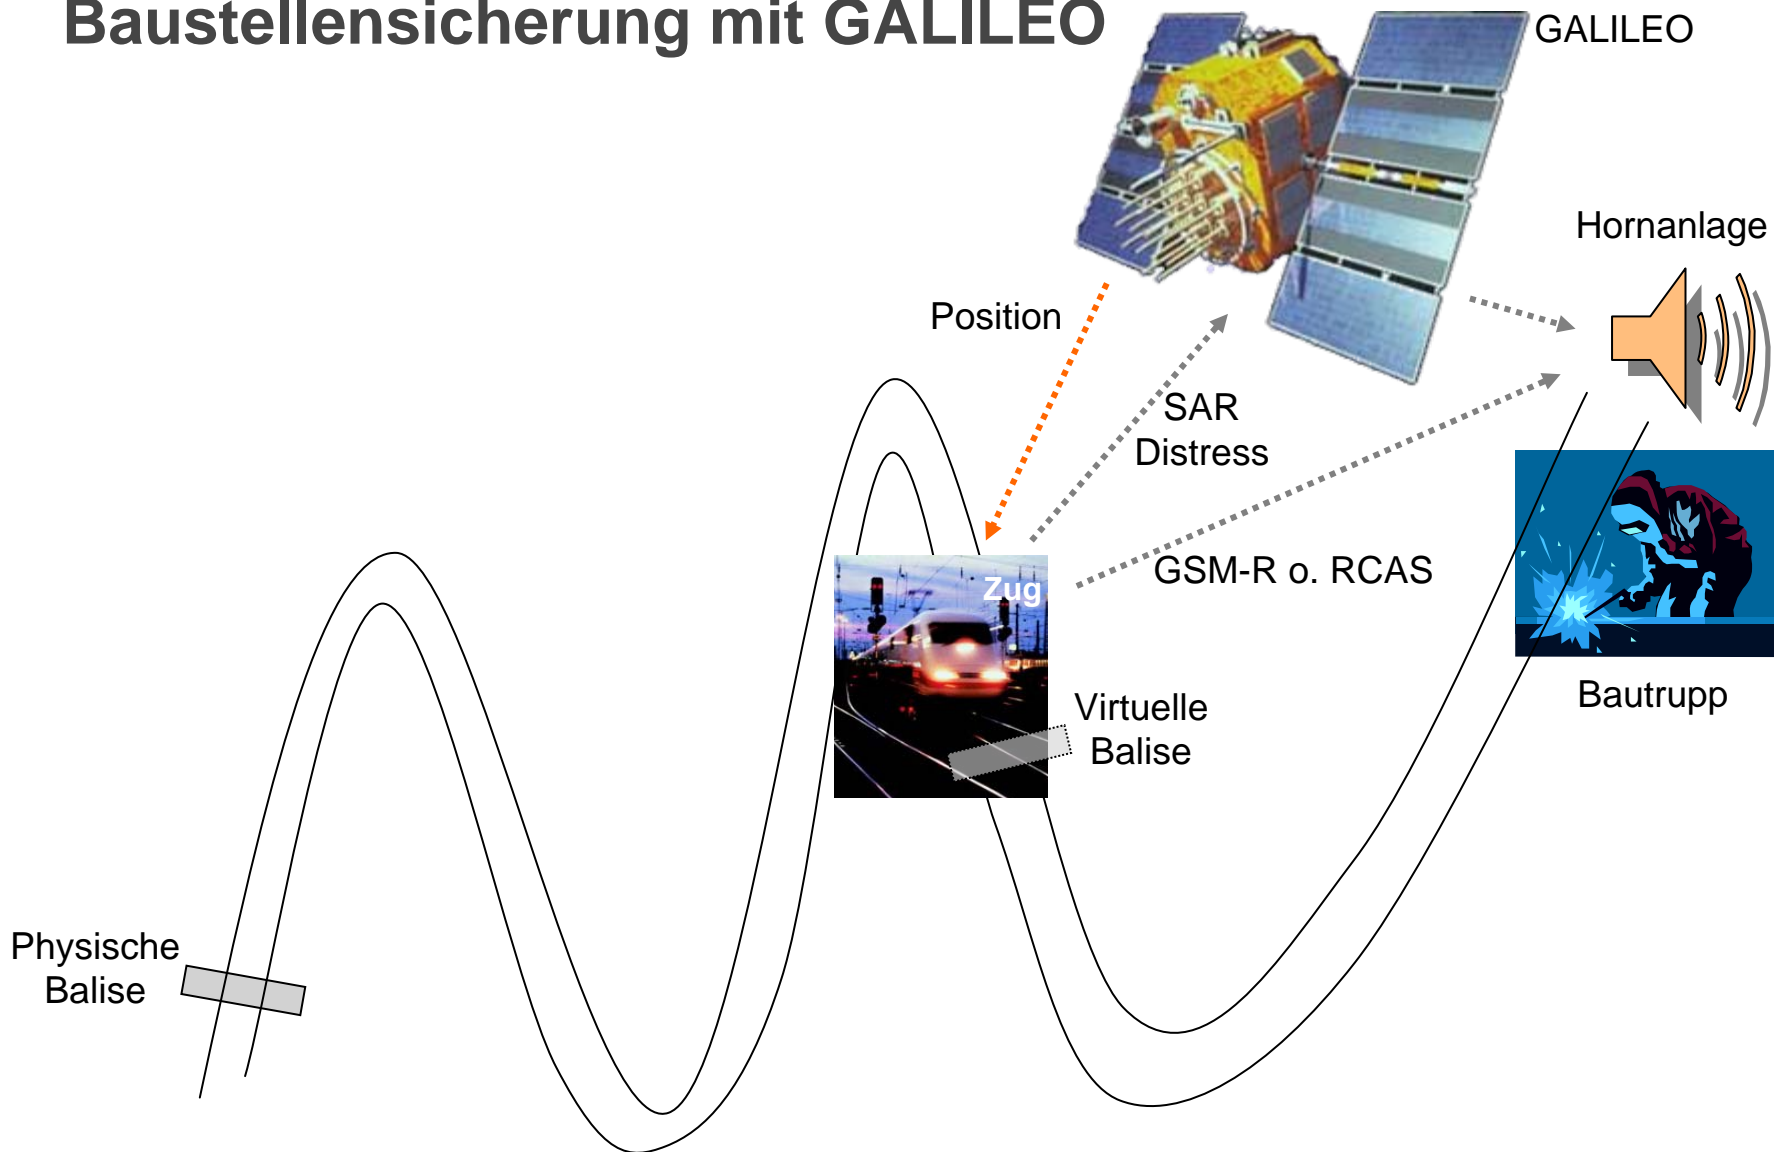 Baustellensicherung mit GALILEO
GALILEO
Hornanlage
Position
SAR
Distress
GSM-R o. RCAS
Zug
Bautrupp
Virtuelle
Balise
Physische
Balise